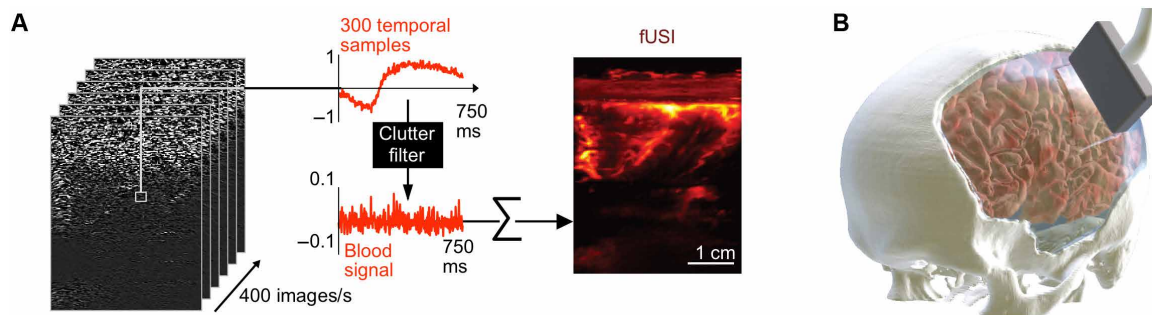 A
300 temporal
samples
1
–1
750
ms
Clutter
filter
0.1
–0.1
Blood
signal
750
ms
Σ
400 images/s
fUSI
1 cm
B